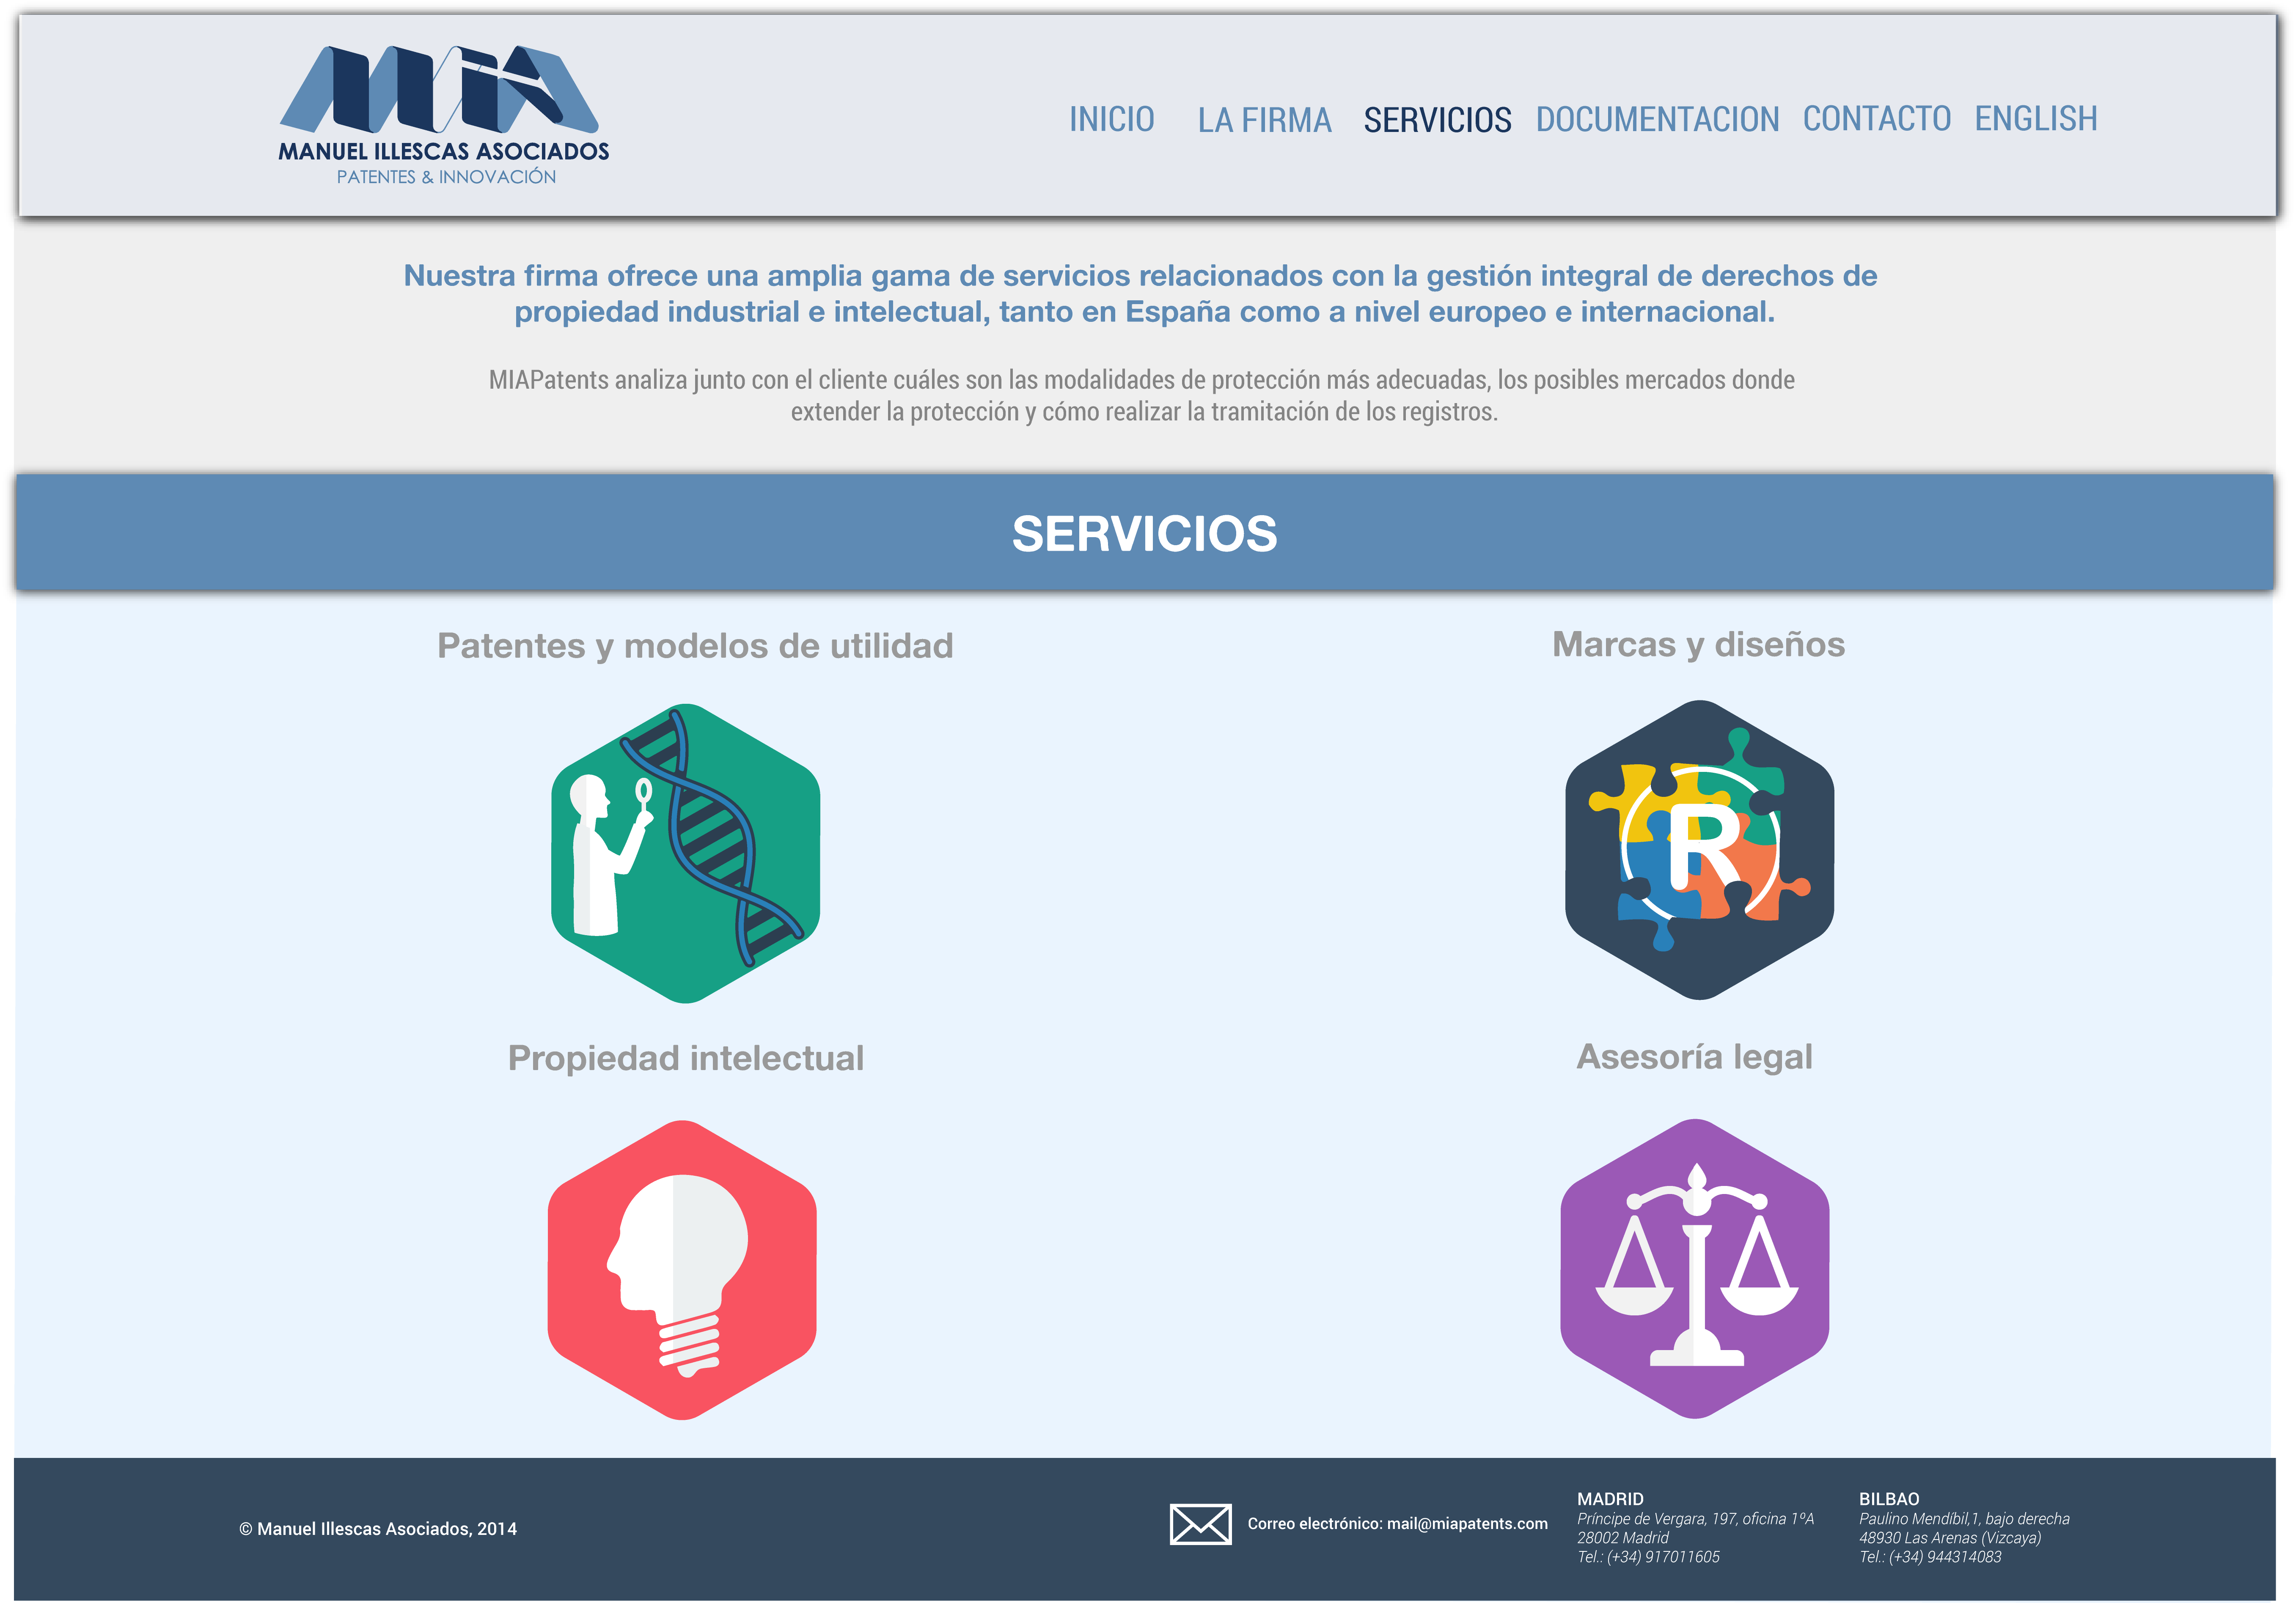 MIA
MANUEL ILLESCAS ASOCIADOS
PATENTES & INNOVACIÓN
INICIO LA FIRMA SERVICIOS DOCUMENTACION CONTACTO ENGLISH
Nuestra firma ofrece una amplia gama de servicios relacionados con la gestión integral de derechos de
propiedad industrial e intelectual, tanto en España como a nivel europeo e internacional.
MIAPatents analiza junto con el cliente cuáles son las modalidades de protección más adecuadas, los posibles mercados donde
extender la protección y cómo realizar la tramitación de los registros.
SERVICIOS
Patentes y modelos de utilidad
Marcas y diseños
R
Propiedad intelectual
Asesoría legal
© Manuel Illescas Asociados, 2014
Correo electrónico: mail@miapatents.com
MADRID
Príncipe de Vergara, 197, oficina 1ºA
28002 Madrid
Tel.: (+34) 917011605
BILBAO
Paulino Mendíbil,1, bajo derecha
48930 Las Arenas (Vizcaya)
Tel.: (+34) 944314083